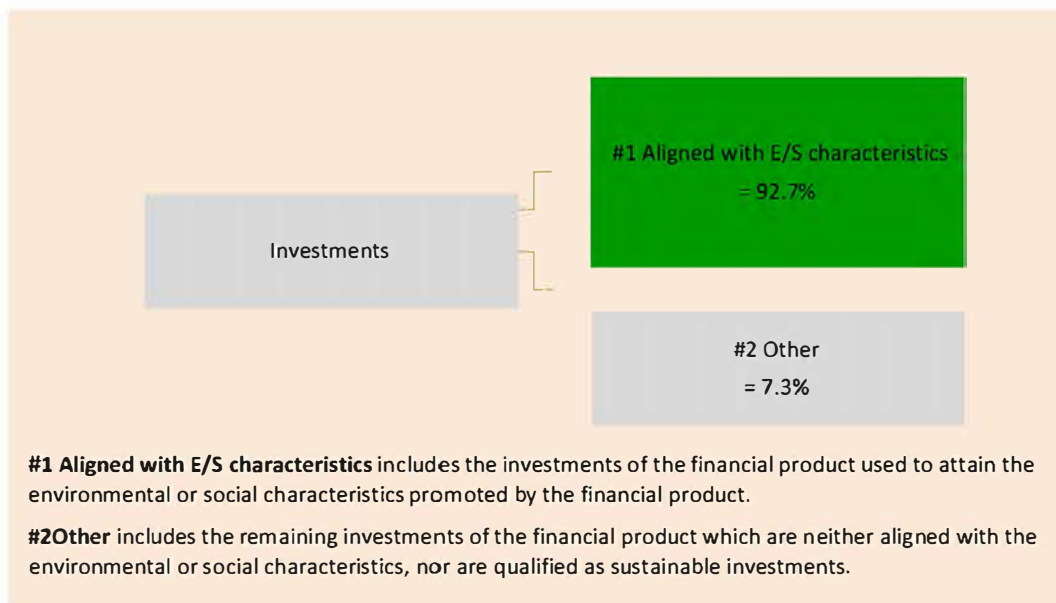 #1 Aligned with E/S characteristics
= 92.7%
Investments
#2 Other
= 7.3%
#1 Aligned with E/S characteristics includes the investments of the financial product used to attain the
environmental or social characteristics promoted by the financial product.
#2Other includes the remaining investments of the financial product which are neither aligned with the
environmental or social characteristics, nor are qualified as sustainable investments.